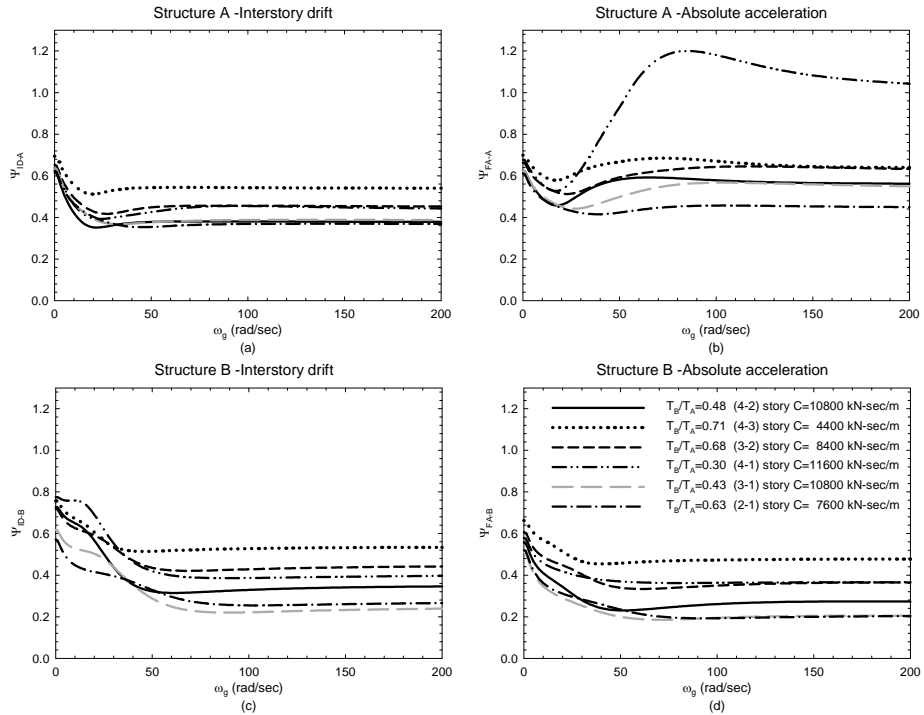 Structure A -Interstory drift
Ψ_ID-A
1.2
1.0
0.8
0.6
0.4
0.2
0.0
0 50 100 150 200
ω_g (rad/sec)
(a)
Structure A -Absolute acceleration
Ψ_FA-A
1.2
1.0
0.8
0.6
0.4
0.2
0.0
0 50 100 150 200
ω_g (rad/sec)
(b)
Structure B -Interstory drift
Ψ_ID-B
1.2
1.0
0.8
0.6
0.4
0.2
0.0
0 50 100 150 200
ω_g (rad/sec)
(c)
Structure B -Absolute acceleration
Ψ_FA-B
1.2
1.0
0.8
0.6
0.4
0.2
0.0
T_B/T_A=0.48 (4-2) story C=10800 kN-sec/m
T_B/T_A=0.71 (4-3) story C= 4400 kN-sec/m
T_B/T_A=0.68 (3-2) story C= 8400 kN-sec/m
T_B/T_A=0.30 (4-1) story C=11600 kN-sec/m
T_B/T_A=0.43 (3-1) story C=10800 kN-sec/m
T_B/T_A=0.63 (2-1) story C= 7600 kN-sec/m
0 50 100 150 200
ω_g (rad/sec)
(d)